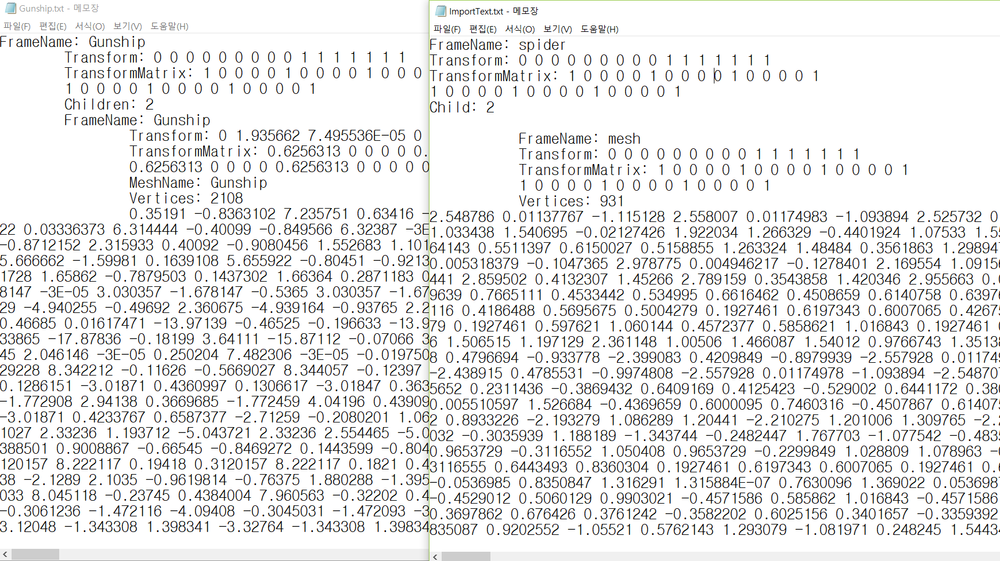 Gunship.txt - 메모장
파일(F) 편집(E) 서식(O) 보기(V) 도움말(H)
FrameName: Gunship
Transform: 0 0 0 0 0 0 0 0 0 1 1 1 1 1 1 1
TransformMatrix: 1 0 0 0 0 1 0 0 0 0 1 0 0 0
1 0 0 0 0 1 0 0 0 0 1 0 0 0 0 1
Children: 2
FrameName: Gunship
Transform: 0 1.935662 7.495536E-05 0
TransformMatrix: 0.6256313 0 0 0 0 0.
0.6256313 0 0 0 0 0.6256313 0 0 0 0 0
MeshName: Gunship
Vertices: 2108
0.35191 -0.8363102 7.235751 0.63416 -
22 0.03336373 6.314444 -0.40099 -0.849566 6.32387 -3E
-0.8712152 2.315933 0.40092 -0.9080456 1.552683 1.101
5.666662 -1.59981 0.1639108 5.655922 -0.80451 -0.9213
1728 1.65862 -0.7879503 0.1437302 1.66364 0.2871183 0
8147 -3E-05 3.030357 -1.678147 -0.5365 3.030357 -1.67
29 -4.940255 -0.49692 2.360675 -4.939164 -0.93765 2.2
0.46685 0.01617471 -13.97139 -0.46525 -0.196633 -13.9
33865 -17.87836 -0.18199 3.64111 -15.87112 -0.07066 3
45 2.046146 -3E-05 0.250204 7.482306 -3E-05 -0.019750
29228 8.342212 -0.11626 -0.5669027 8.344057 -0.12397
0.1286151 -3.01871 0.4360997 0.1306617 -3.01847 0.363
-1.772908 2.94138 0.3669685 -1.772459 4.04196 0.43909
-3.01871 0.4233767 0.6587377 -2.71259 -0.2080201 1.06
1027 2.33236 1.193712 -5.043721 2.33236 2.554465 -5.0
388501 0.9008867 -0.66545 -0.8469272 0.1443599 -0.804
120157 8.222117 0.19418 0.3120157 8.222117 0.1821 0.4
38 -2.1289 2.1035 -0.9619814 -0.76375 1.880288 -1.395
033 8.045118 -0.23745 0.4384004 7.960563 -0.32202 0.4
-0.3061236 -1.472116 -4.09408 -0.3045031 -1.472093 -3
3.12048 -1.343308 1.398341 -3.32764 -1.343308 1.39834
ImportText.txt - 메모장
파일(F) 편집(E) 서식(O) 보기(V) 도움말(H)
FrameName: spider
Transform: 0 0 0 0 0 0 0 0 0 1 1 1 1 1 1 1
TransformMatrix: 1 0 0 0 0 1 0 0 0 0 1 0 0 0 0 1
1 0 0 0 0 1 0 0 0 0 1 0 0 0 0 1
Child: 2
FrameName: mesh
Transform: 0 0 0 0 0 0 0 0 0 1 1 1 1 1 1 1
TransformMatrix: 1 0 0 0 0 1 0 0 0 0 1 0 0 0 0 1
1 0 0 0 0 1 0 0 0 0 1 0 0 0 0 1
Vertices: 931
2.548786 0.01137767 -1.115128 2.558007 0.01174983 -1.093894 2.525732 0
1.033438 1.540695 -0.02127426 1.922034 1.266329 -0.4401924 1.07533 1.55
64143 0.5511397 0.6150027 0.5158855 1.263324 1.48484 0.3561863 1.29894
0.005318379 -0.1047365 2.978775 0.004946217 -0.1278401 2.169554 1.0915
441 2.859502 0.4132307 1.45266 2.789159 0.3543858 1.420346 2.955663 0.
9639 0.7665111 0.4533442 0.534995 0.6616462 0.4508659 0.6140758 0.6397
116 0.4186488 0.5695675 0.5004279 0.1927461 0.6197343 0.6007065 0.4267
79 0.1927461 0.597621 1.060144 0.4572377 0.5858621 1.016843 0.1927461
6 1.506515 1.197129 2.361148 1.00506 1.466087 1.54012 0.9766743 1.3513
8 0.4796694 -0.933778 -2.399083 0.4209849 -0.8979939 -2.557928 0.01174
-2.438915 0.4785531 -0.9974808 -2.557928 0.01174978 -1.093894 -2.54870
5652 0.2311436 -0.3869432 0.6409169 0.4125423 -0.529002 0.6441172 0.38
0.005510597 1.526684 -0.4369659 0.6000095 0.7460316 -0.4507867 0.61407
2 0.8933226 -2.193279 1.086289 1.20441 -2.210275 1.201006 1.309765 -2.2
032 -0.3035939 1.188189 -1.343744 -0.2482447 1.767703 -1.077542 -0.483
0.9653729 -0.3116552 1.050408 0.9653729 -0.2299849 1.028809 1.078963 -
3116555 0.6443493 0.8360304 0.1927461 0.6197343 0.6007065 0.1927461 0.
-0.0536985 0.8350847 1.316291 1.315884E-07 0.7630096 1.369022 0.053698
-0.4529012 0.5060129 0.9903021 -0.4571586 0.585862 1.016843 -0.4571586
0.3697862 0.676426 0.3761242 -0.3582202 0.6025156 0.3401657 -0.3359392
835087 0.9202552 -1.05521 0.5762143 1.293079 -1.081971 0.248245 1.5443